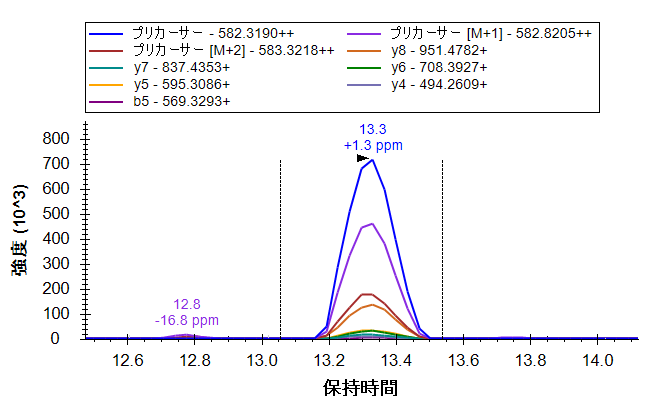 プリカーサー - 582.3190++ プリカーサー [M+1] - 582.8205++
プリカーサー [M+2] - 583.3218++ y8 - 951.4782+
y7 - 837.4353+ y6 - 708.3927+
y5 - 595.3086+ y4 - 494.2609+
b5 - 569.3293+
13.3
+1.3 ppm
12.8
-16.8 ppm
800
700
600
500
400
300
200
100
0
強度 (10^3)
12.6 12.8 13.0 13.2 13.4 13.6 13.8 14.0
保持時間